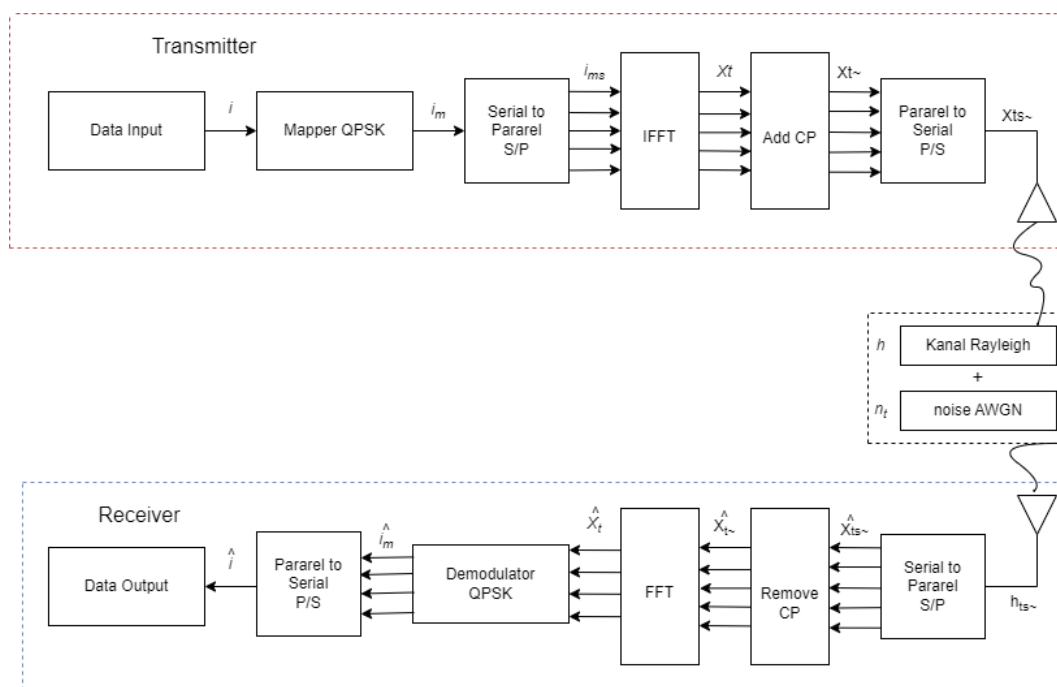 Transmitter
Data Input
i
Mapper QPSK
i_m
Serial to
Pararel
S/P
i_ms
IFFT
Xt
Add CP
Xt~
Pararel to
Serial
P/S
Xts~
h
Kanal Rayleigh
+
n_t
noise AWGN
Receiver
Data Output
î
Pararel to
Serial
P/S
î_m
Demodulator
QPSK
X̂_t
FFT
X̂_t~
Remove
CP
X̂_ts~
Serial to
Pararel
S/P
h_ts~